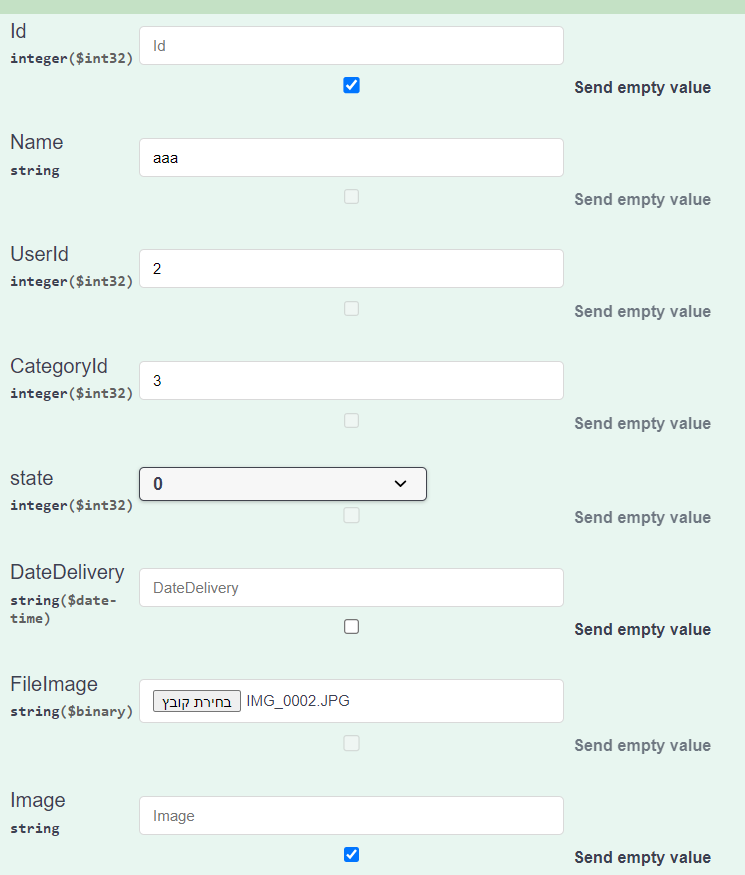 Id
integer($int32)
Id
Send empty value
Name
string
aaa
Send empty value
UserId
integer($int32)
2
Send empty value
CategoryId
integer($int32)
3
Send empty value
state
integer($int32)
0
Send empty value
DateDelivery
string($date-
time)
DateDelivery
Send empty value
FileImage
string($binary)
בחירת קובץ IMG_0002.JPG
Send empty value
Image
string
Image
Send empty value